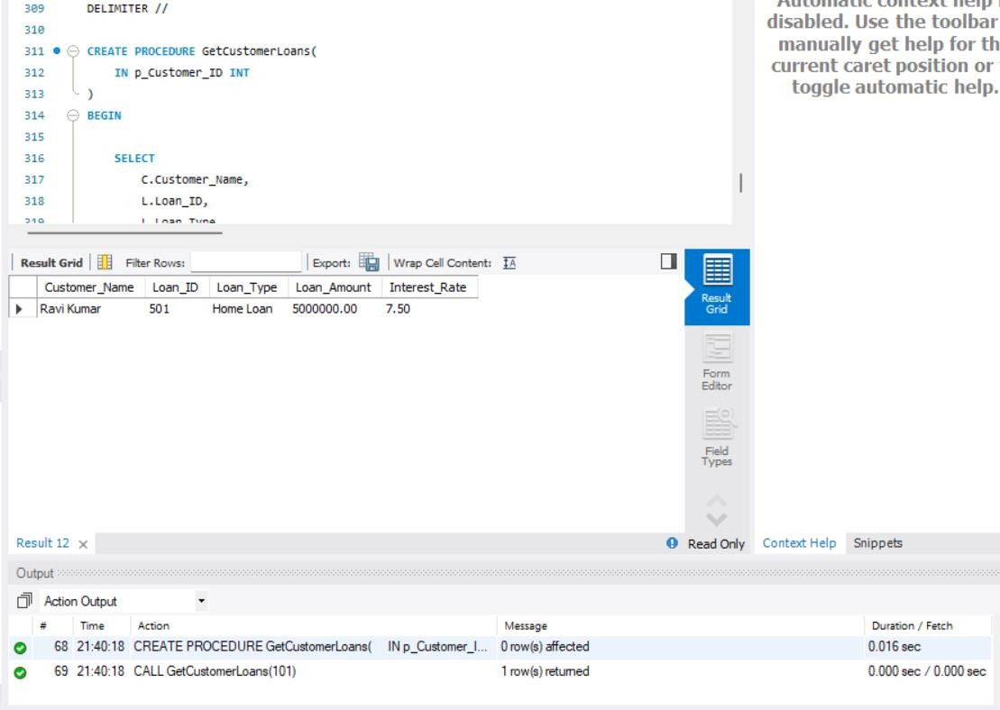 309 DELIMITER //
310
311 CREATE PROCEDURE GetCustomerLoans(
312 IN p_Customer_ID INT
313 )
314 BEGIN
315
316 SELECT
317 C.Customer_Name,
318 L.Loan_ID,
319 L.Loan_Type
Automatic context help
disabled. Use the toolbar
manually get help for
current caret position or
toggle automatic help.
Result Grid Filter Rows: Export: Wrap Cell Content:
Customer_Name Loan_ID Loan_Type Loan_Amount Interest_Rate
Ravi Kumar 501 Home Loan 5000000.00 7.50
Result
Grid
Form
Editor
Field
Types
Result 12 Read Only Context Help Snippets
Output
Action Output
# Time Action Message Duration / Fetch
68 21:40:18 CREATE PROCEDURE GetCustomerLoans( IN p_Customer_I... 0 row(s) affected 0.016 sec
69 21:40:18 CALL GetCustomerLoans(101) 1 row(s) returned 0.000 sec / 0.000 sec